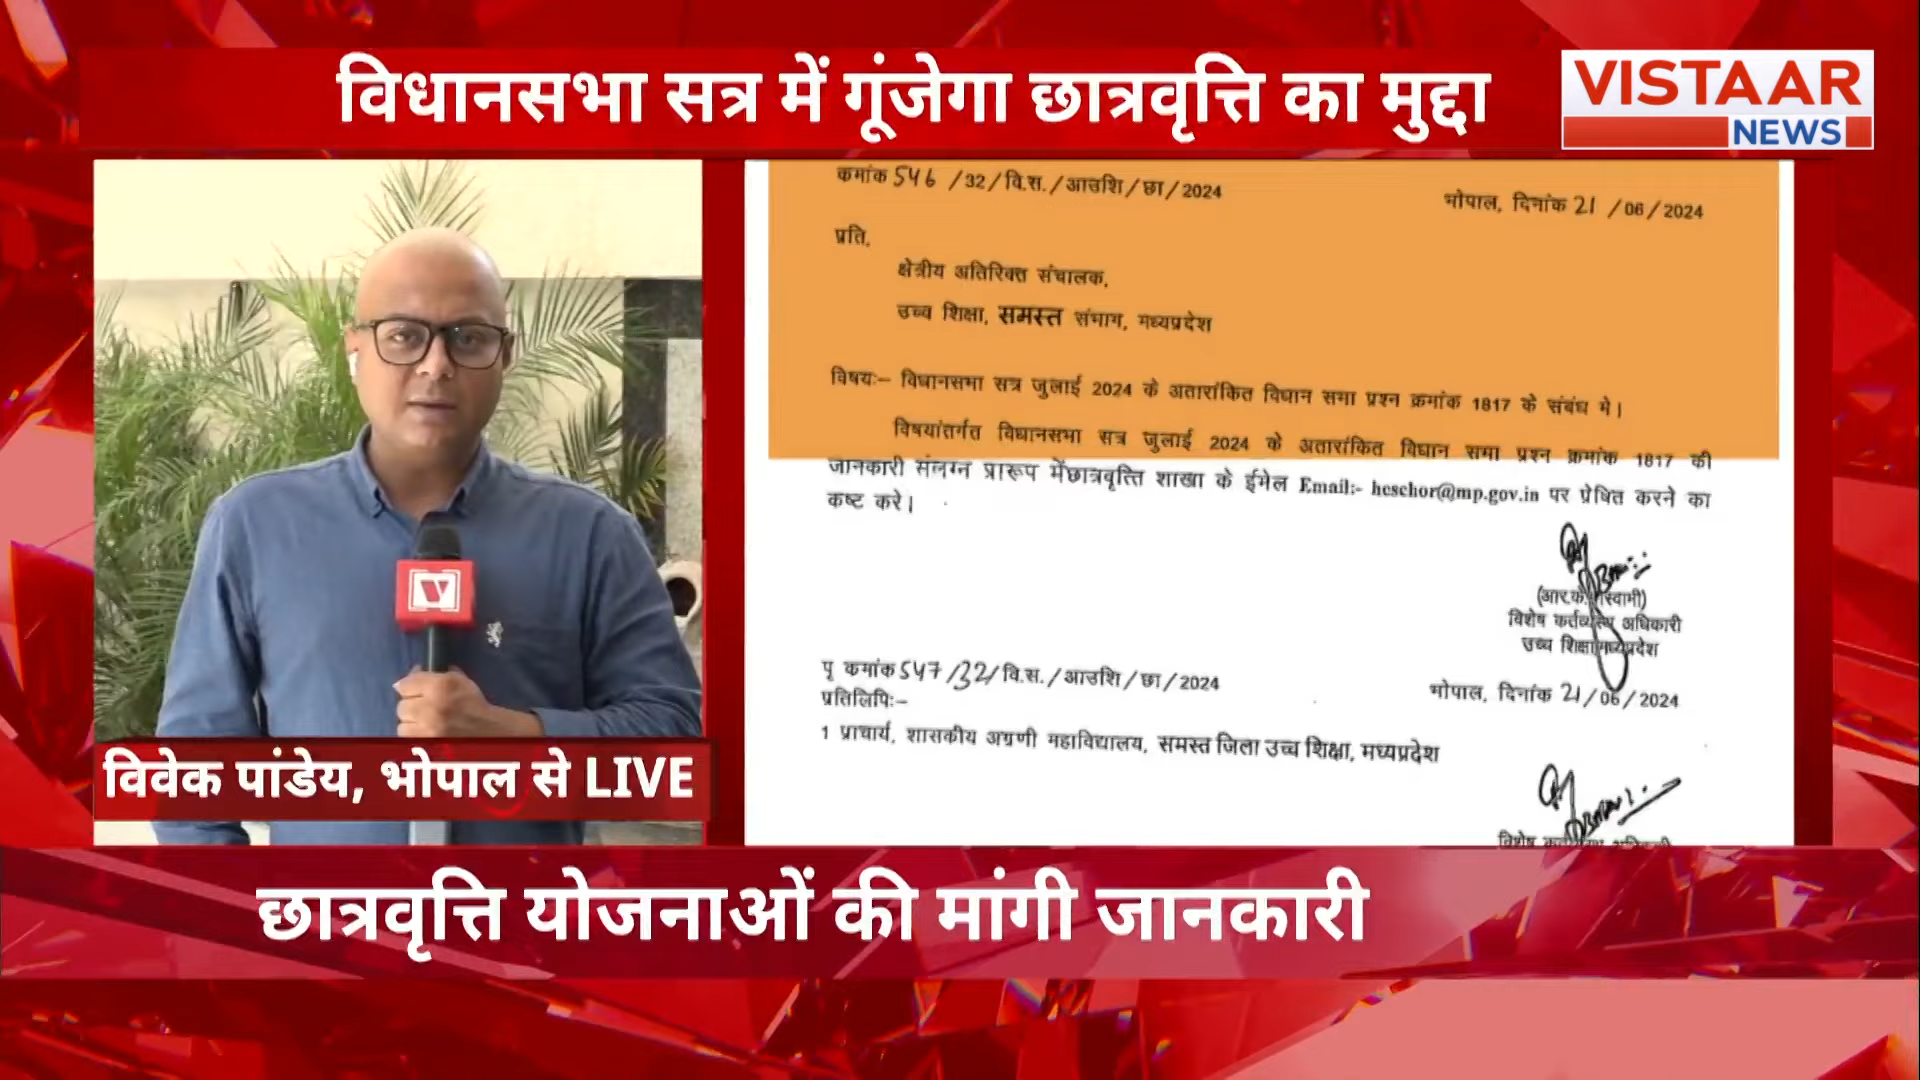 विधानसभा सत्र में गूंजेगा छात्रवृत्ति का मुद्दा
VISTAAR
NEWS
कमांक 546 /32/वि.स./आउशि/छा/2024
भोपाल, दिनांक 21 /06/2024
प्रति,
क्षेत्रीय अतिरिक्त संचालक,
उच्च शिक्षा, समस्त संभाग, मध्यप्रदेश
विषयः– विधानसभा सत्र जुलाई 2024 के अतारांकित विधान सभा प्रश्न क्रमांक 1817 के संबंध मे।
विषयांतर्गत विधानसभा सत्र जुलाई 2024 के अतारांकित विधान सभा प्रश्न क्रमांक 1817 की
जानकारी संलग्न प्रारूप मेंछात्रवृत्ति शाखा के ईमेल Email:- hcschor@mp.gov.in पर प्रेषित करने का
कष्ट करे।
विशेष कर्तव्यस्थ अधिकारी
उच्च शिक्षा मध्यप्रदेश
पृ कमांक 547/32/वि.स./आउशि/छा/2024
भोपाल, दिनांक 21/06/2024
प्रतिलिपिः–
1 प्राचार्य, शासकीय अग्रणी महाविद्यालय, समस्त जिला उच्च शिक्षा, मध्यप्रदेश
V
विवेक पांडेय, भोपाल से LIVE
छात्रवृत्ति योजनाओं की मांगी जानकारी